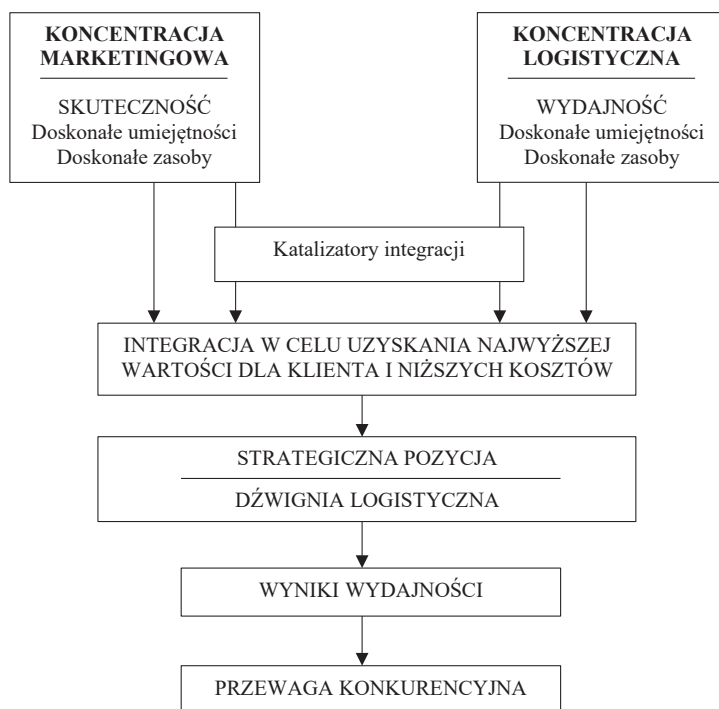 KONCENTRACJA
MARKETINGOWA
SKUTECZNOŚĆ
Doskonałe umiejętności
Doskonałe zasoby
KONCENTRACJA
LOGISTYCZNA
WYDAJNOŚĆ
Doskonałe umiejętności
Doskonałe zasoby
Katalizatory integracji
INTEGRACJA W CELU UZYSKANIA NAJWYŻSZEJ
WARTOŚCI DLA KLIENTA I NIŻSZYCH KOSZTÓW
STRATEGICZNA POZYCJA
DŹWIGNIA LOGISTYCZNA
WYNIKI WYDAJNOŚCI
PRZEWAGA KONKURENCYJNA